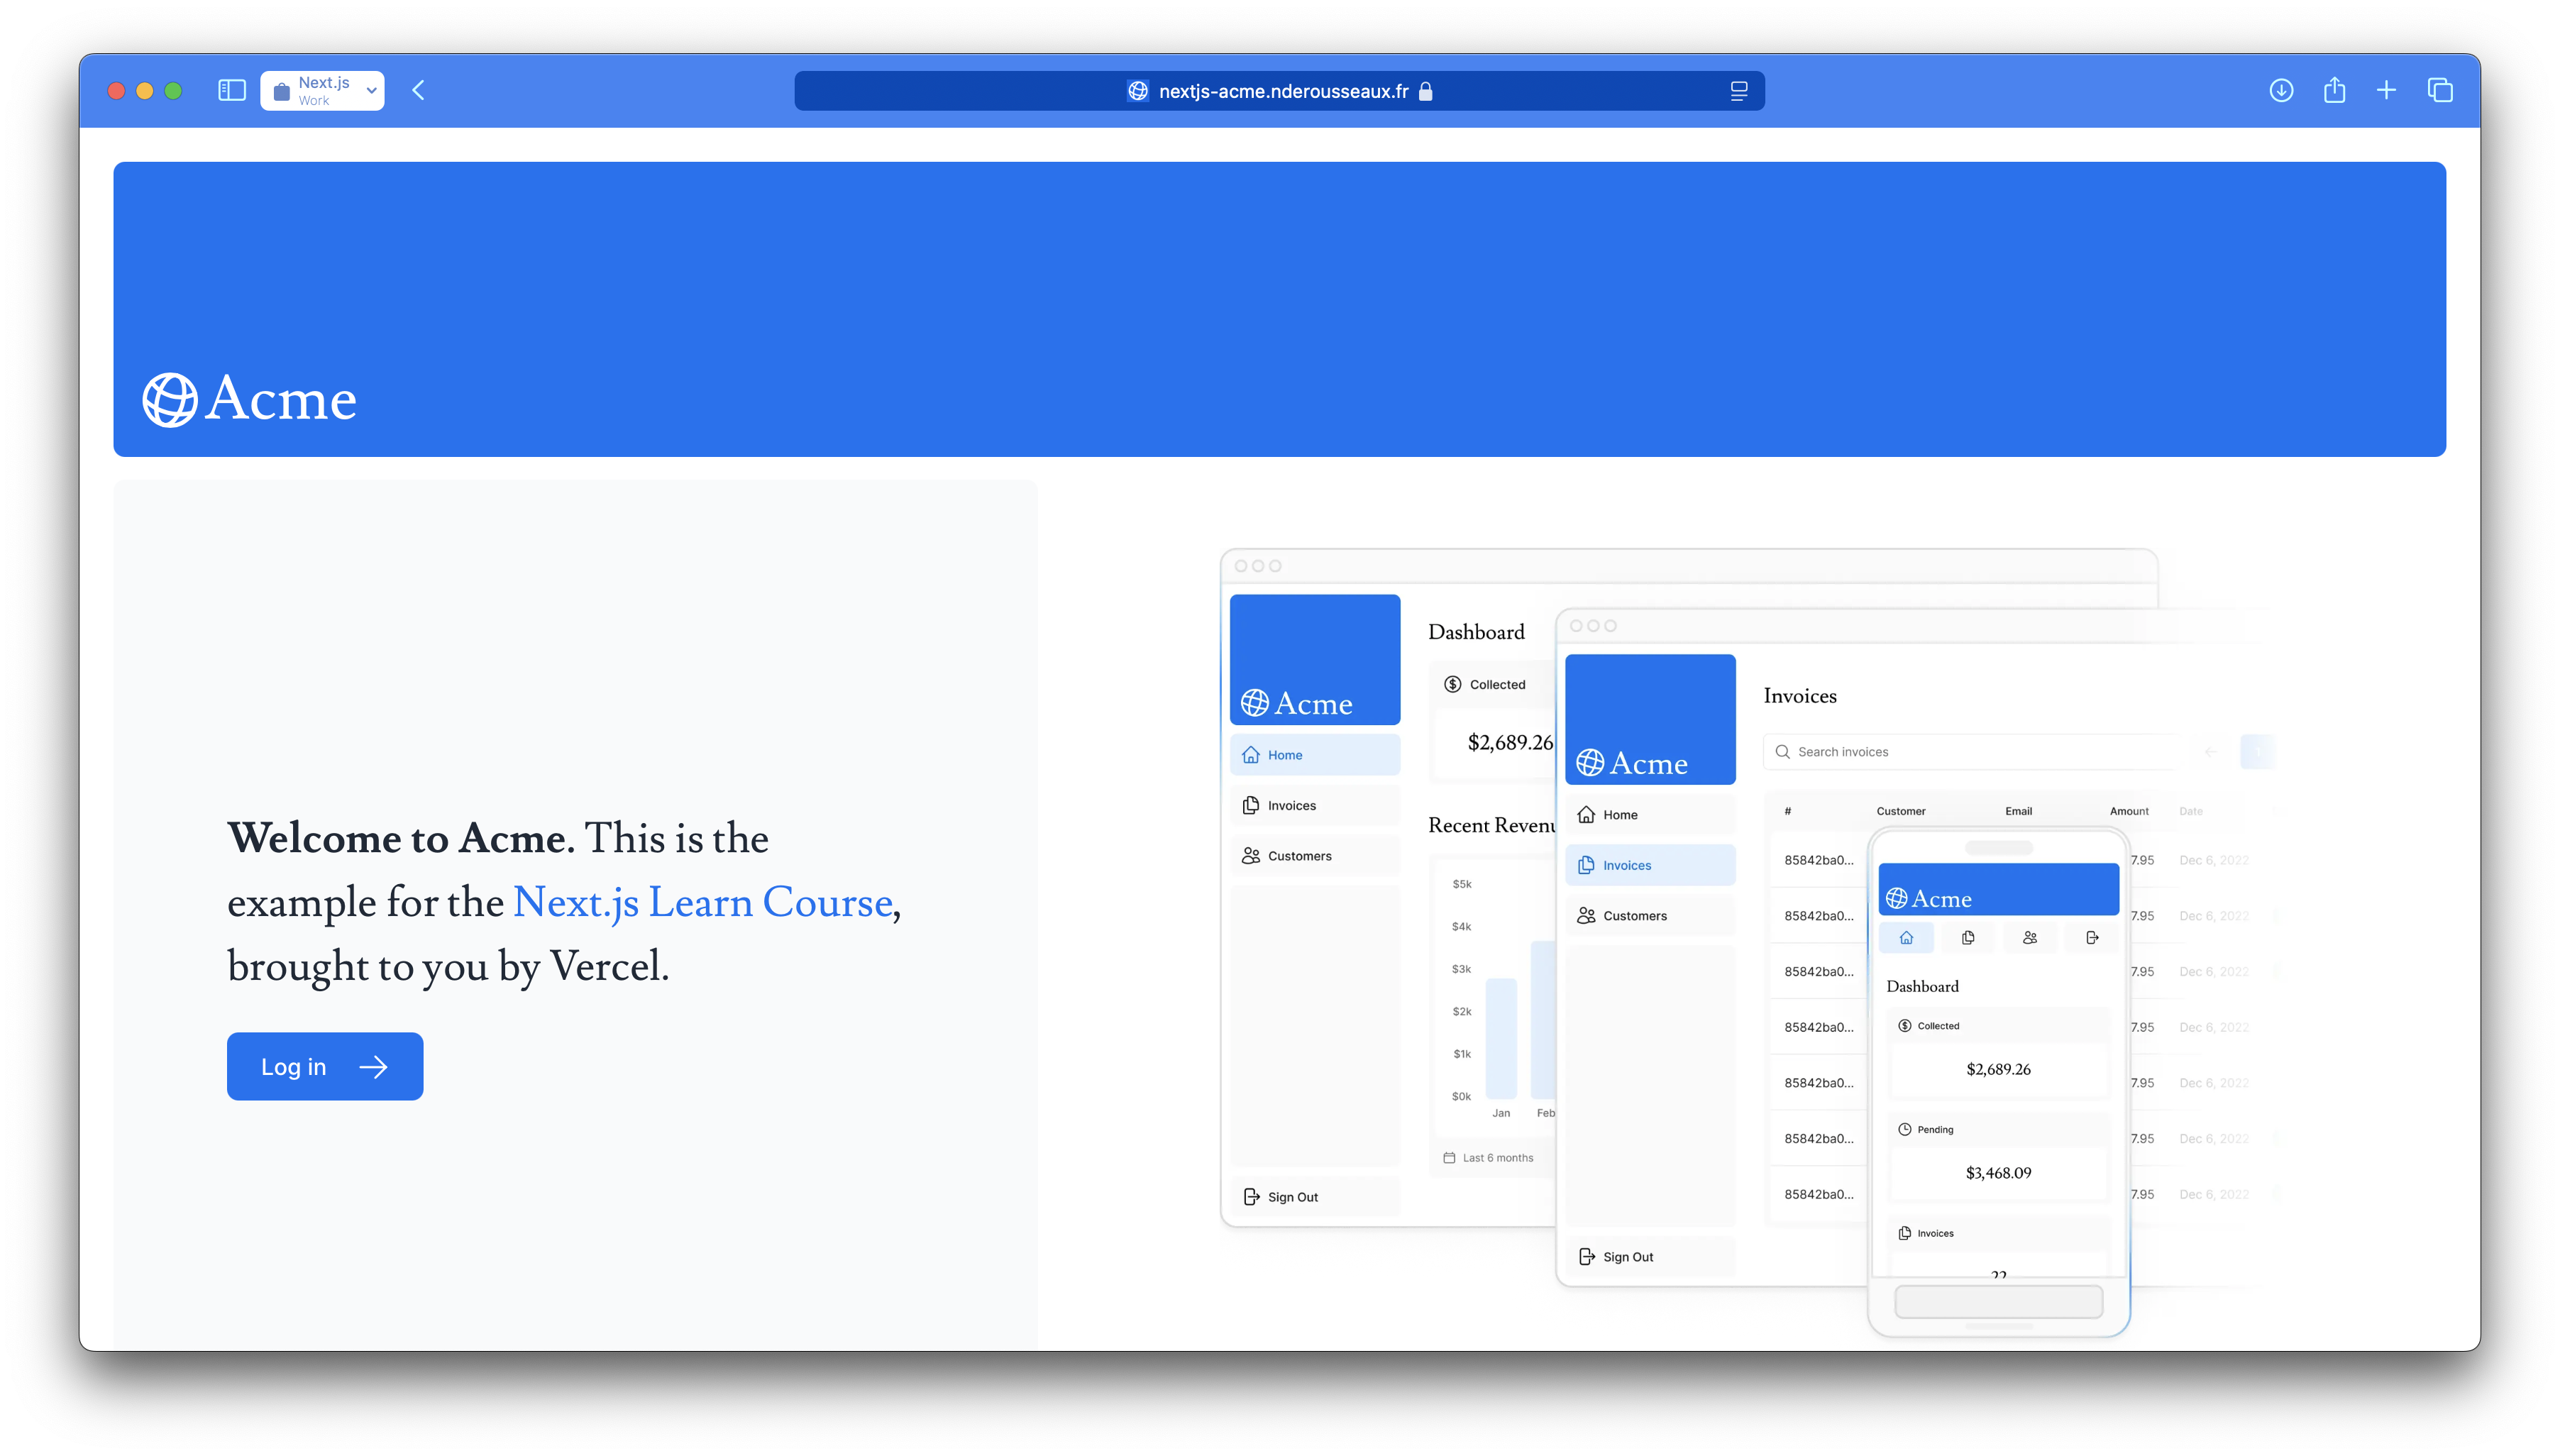 Next.js
Work
nextjs-acme.nderousseaux.fr
Acme
Welcome to Acme. This is the
example for the Next.js Learn Course,
brought to you by Vercel.
Log in
Acme
Home
Invoices
Customers
Sign Out
Dashboard
Collected
$2,689.26
Recent Revenu
$5k
$4k
$3k
$2k
$1k
$0k
Jan Feb
Last 6 months
Acme
Home
Invoices
Customers
Sign Out
Invoices
Search invoices
# Customer Email Amount Date
85842ba0... 7.95 Dec 6, 2022
85842ba0... 7.95 Dec 6, 2022
85842ba0... 7.95 Dec 6, 2022
85842ba0... 7.95 Dec 6, 2022
85842ba0... 7.95 Dec 6, 2022
85842ba0... 7.95 Dec 6, 2022
85842ba0... 7.95 Dec 6, 2022
Acme
Dashboard
Collected
$2,689.26
Pending
$3,468.09
Invoices
22